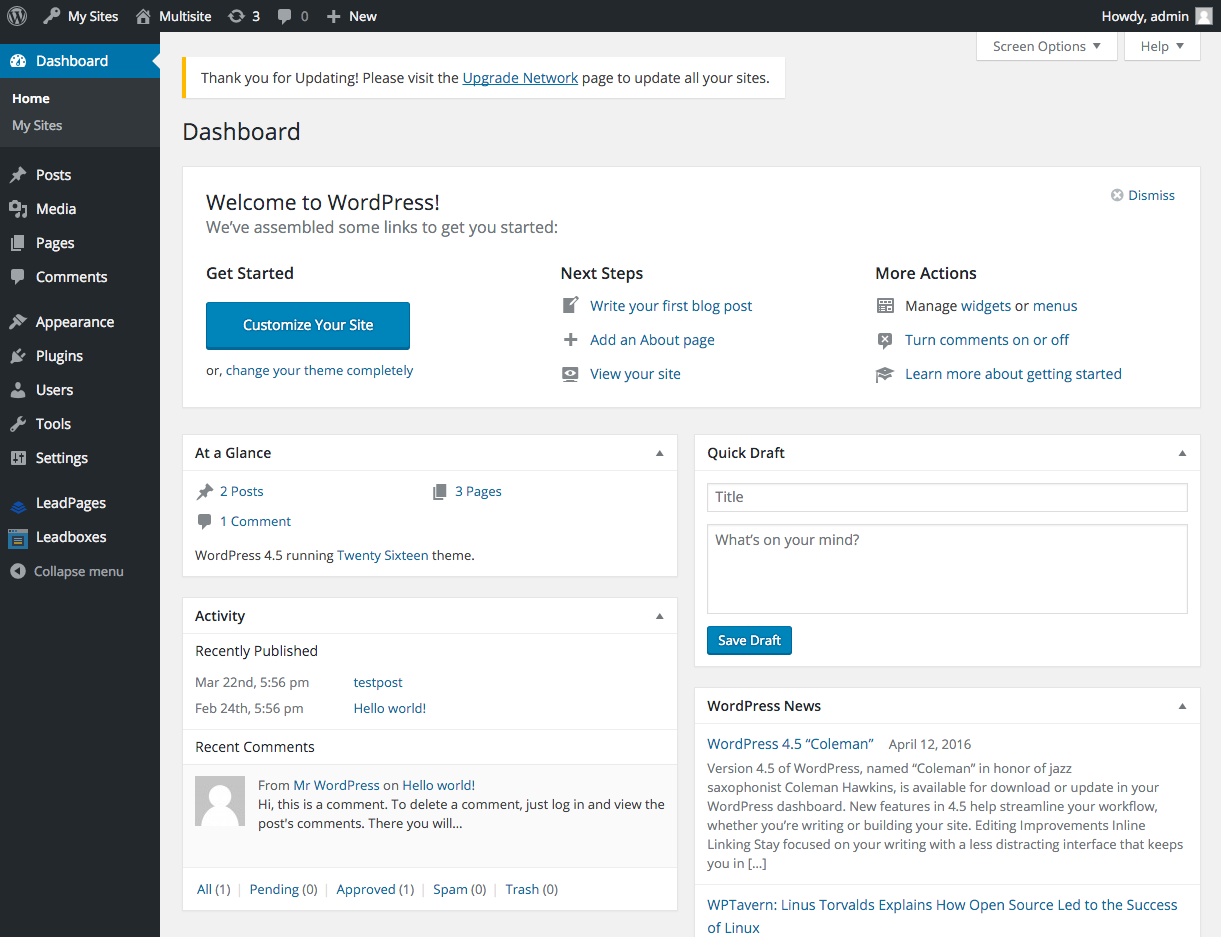 My Sites Multisite 3 0 New Howdy, admin
Screen Options Help
Dashboard
Home
My Sites
Posts
Media
Pages
Comments
Appearance
Plugins
Users
Tools
Settings
LeadPages
Leadboxes
Collapse menu
Thank you for Updating! Please visit the Upgrade Network page to update all your sites.
Dashboard
Welcome to WordPress!
We’ve assembled some links to get you started:
Dismiss
Get Started
Customize Your Site
or, change your theme completely
Next Steps
Write your first blog post
Add an About page
View your site
More Actions
Manage widgets or menus
Turn comments on or off
Learn more about getting started
At a Glance
2 Posts 3 Pages
1 Comment
WordPress 4.5 running Twenty Sixteen theme.
Activity
Recently Published
Mar 22nd, 5:56 pm testpost
Feb 24th, 5:56 pm Hello world!
Recent Comments
From Mr WordPress on Hello world!
Hi, this is a comment. To delete a comment, just log in and view the
post's comments. There you will…
All (1) | Pending (0) | Approved (1) | Spam (0) | Trash (0)
Quick Draft
Title
What’s on your mind?
Save Draft
WordPress News
WordPress 4.5 “Coleman” April 12, 2016
Version 4.5 of WordPress, named “Coleman” in honor of jazz
saxophonist Coleman Hawkins, is available for download or update in your
WordPress dashboard. New features in 4.5 help streamline your workflow,
whether you’re writing or building your site. Editing Improvements Inline
Linking Stay focused on your writing with a less distracting interface that keeps
you in […]
WPTavern: Linus Torvalds Explains How Open Source Led to the Success
of Linux